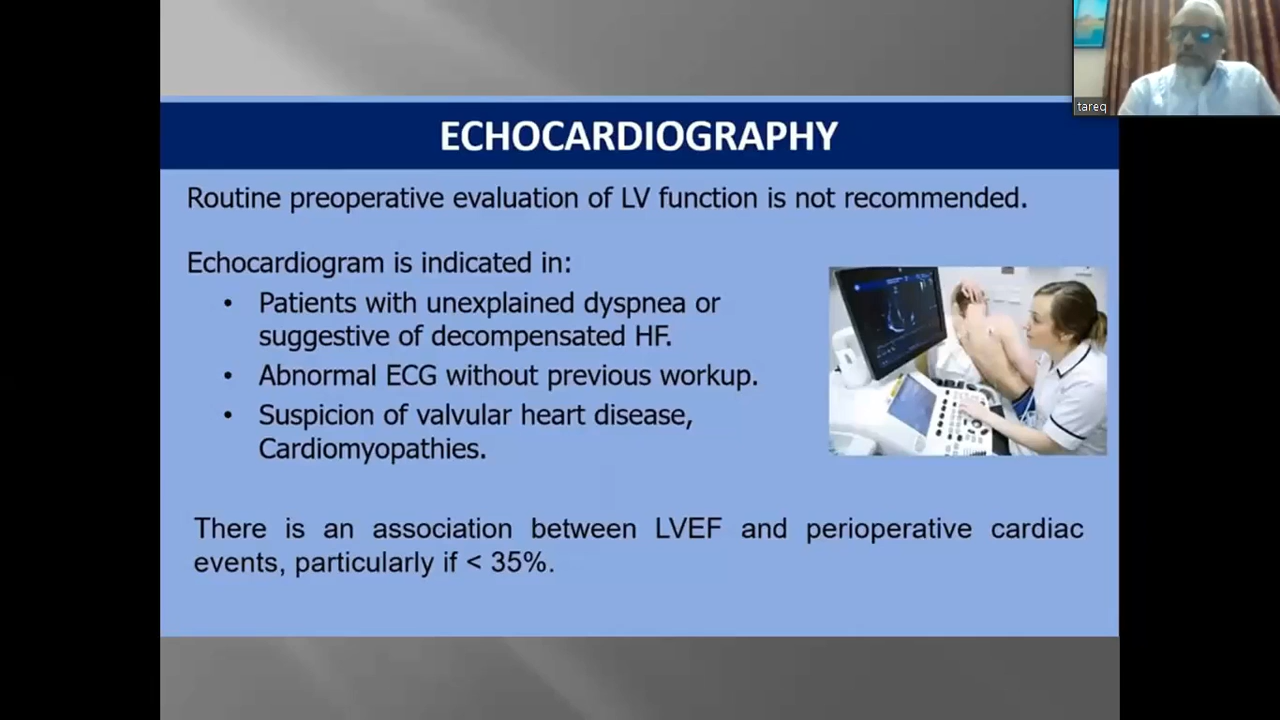 tareq
ECHOCARDIOGRAPHY
Routine preoperative evaluation of LV function is not recommended.
Echocardiogram is indicated in:
• Patients with unexplained dyspnea or
suggestive of decompensated HF.
• Abnormal ECG without previous workup.
• Suspicion of valvular heart disease,
Cardiomyopathies.
There is an association between LVEF and perioperative cardiac
events, particularly if < 35%.